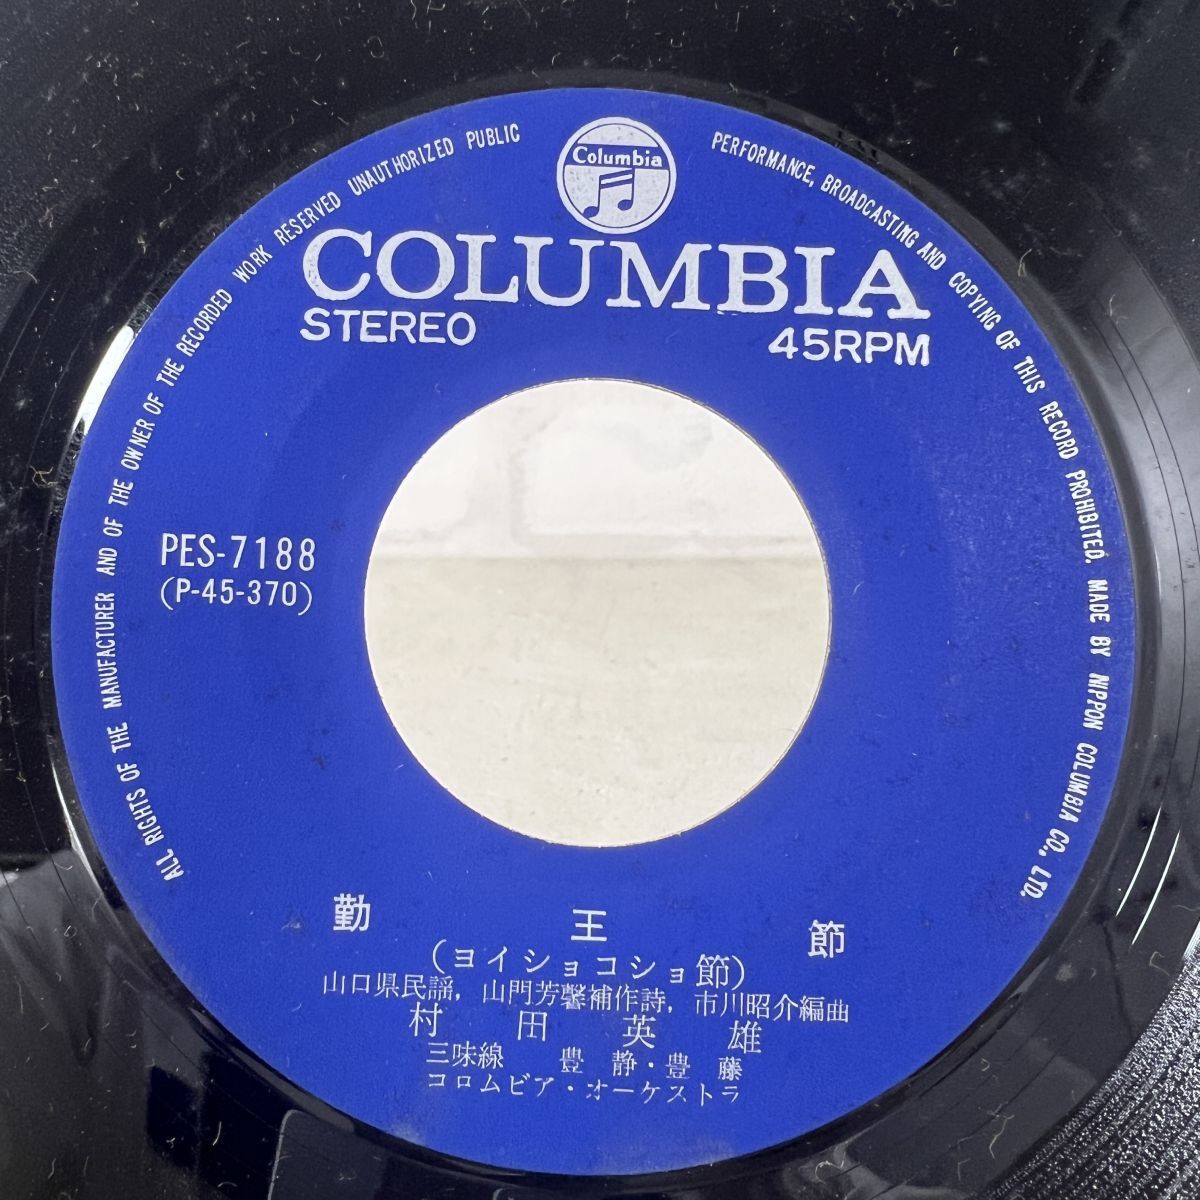 ALL RIGHTS OF THE MANUFACTURER AND OF THE OWNER OF THE RECORDED WORK RESERVED UNAUTHORIZED PUBLIC PERFORMANCE, BROADCASTING AND COPYING OF THIS RECORD PROHIBITED. MADE BY NIPPON COLUMBIA CO., LTD.
Columbia
COLUMBIA
STEREO 45RPM
PES-7188
(P-45-370)
勤王節
(ヨイショコショ節)
山口県民謡, 山門芳馨補作詩, 市川昭介編曲
村田英雄
三味線 豊静・豊藤
コロムビア・オーケストラ